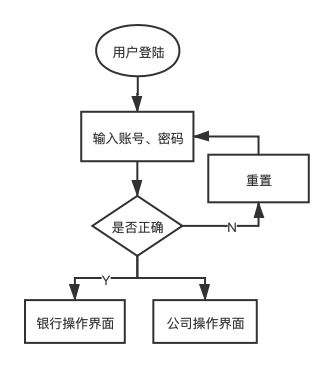 用户登陆
输入账号、密码
重置
是否正确
N
Y
银行操作界面
公司操作界面